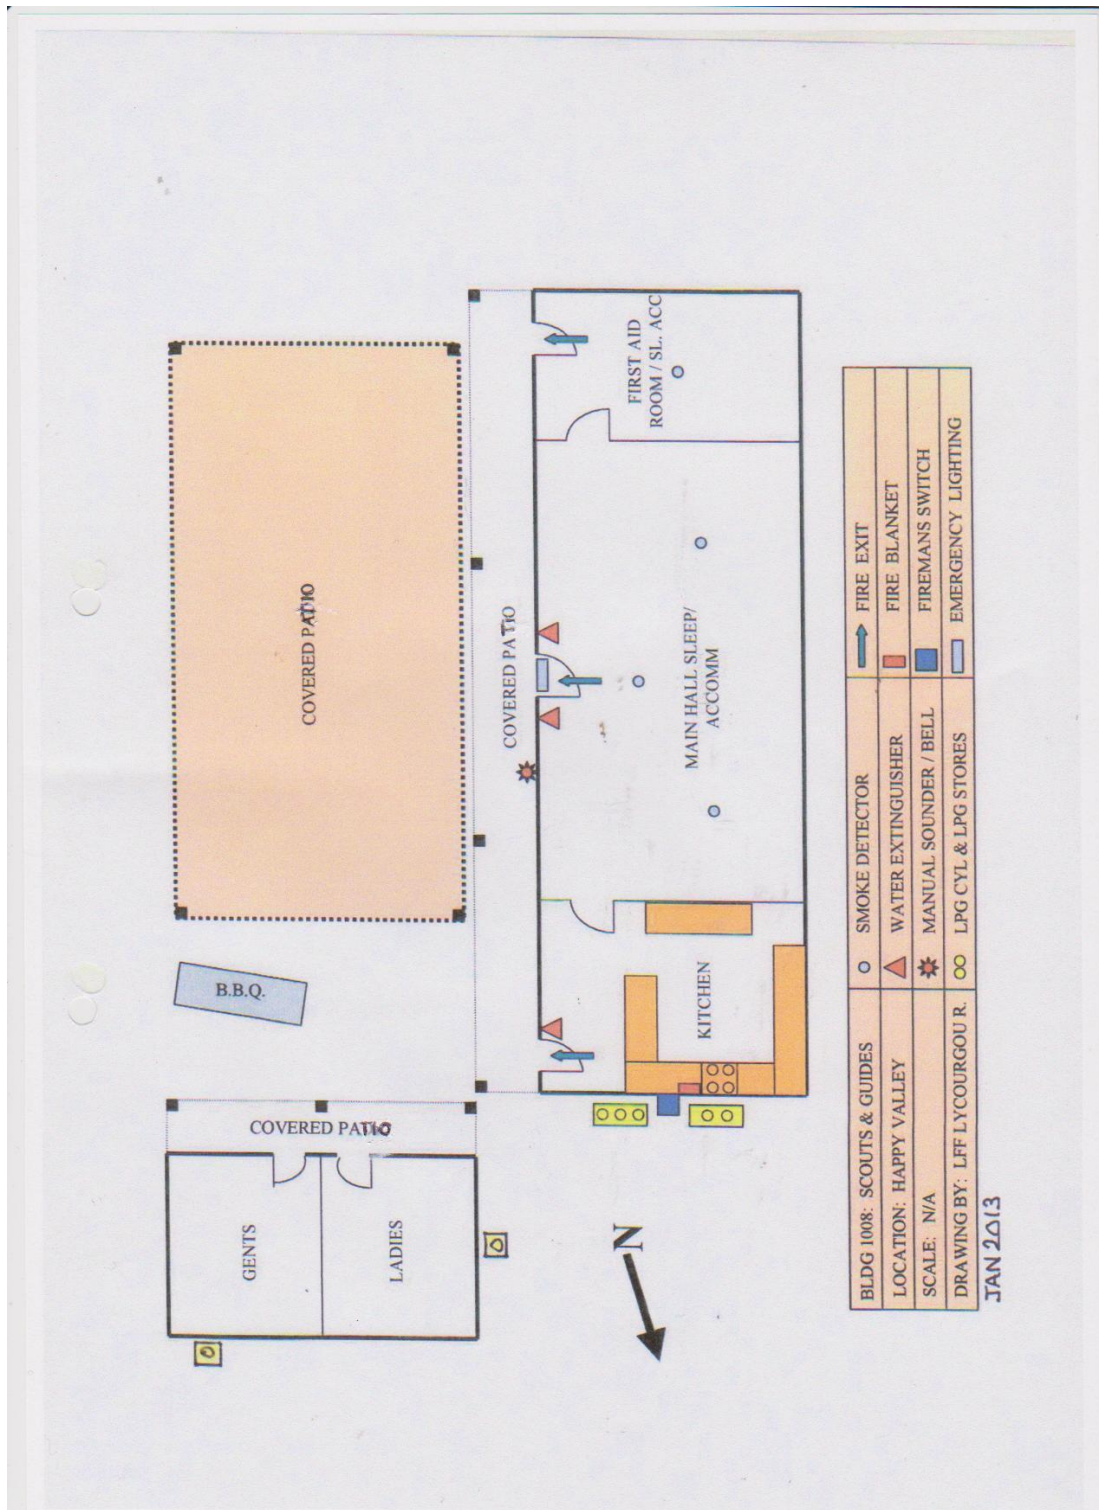 COVERED PATIO
B.B.Q.
COVERED PATIO
GENTS
LADIES
COVERED PATIO
FIRST AID
ROOM / SL. ACC
MAIN HALL SLEEP/
ACCOMM
KITCHEN
N
BLDG 1008: SCOUTS & GUIDES
SMOKE DETECTOR
FIRE EXIT
LOCATION: HAPPY VALLEY
WATER EXTINGUISHER
FIRE BLANKET
SCALE: N/A
MANUAL SOUNDER / BELL
FIREMANS SWITCH
DRAWING BY: LFF LYCOURGOU R.
LPG CYL & LPG STORES
EMERGENCY LIGHTING
JAN 2013